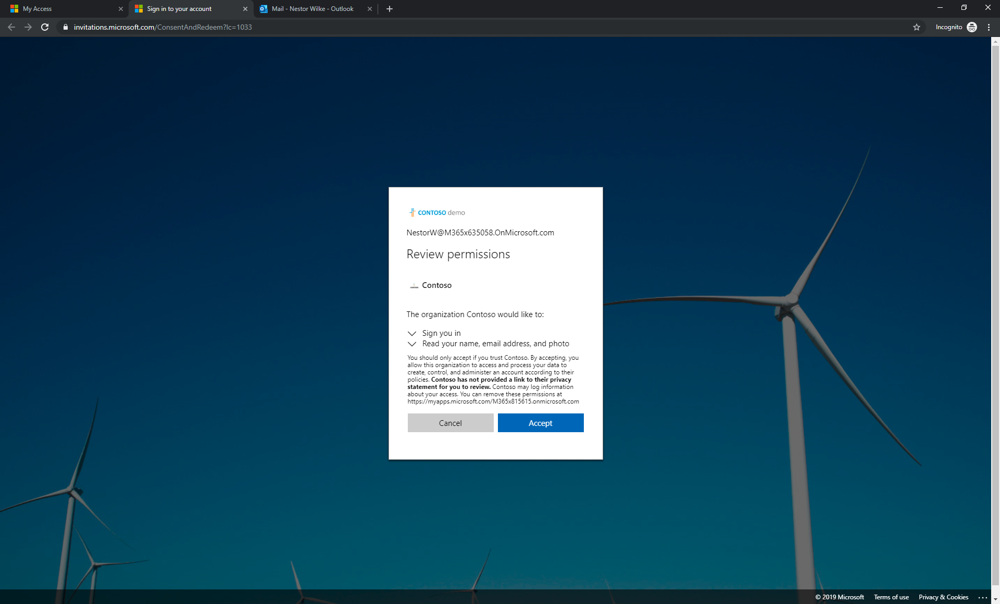 My Access
Sign in to your account
Mail - Nestor Wilke - Outlook
invitations.microsoft.com/ConsentAndRedeem?lc=1033
Incognito
CONTOSO demo
NestorW@M365x635058.OnMicrosoft.com
Review permissions
Contoso
The organization Contoso would like to:
Sign you in
Read your name, email address, and photo
You should only accept if you trust Contoso. By accepting, you
allow this organization to access and process your data to
create, control, and administer an account according to their
policies. Contoso has not provided a link to their privacy
statement for you to review. Contoso may log information
about your access. You can remove these permissions at
https://myapps.microsoft.com/M365x815615.onmicrosoft.com
Cancel
Accept
© 2019 Microsoft
Terms of use
Privacy & Cookies
...